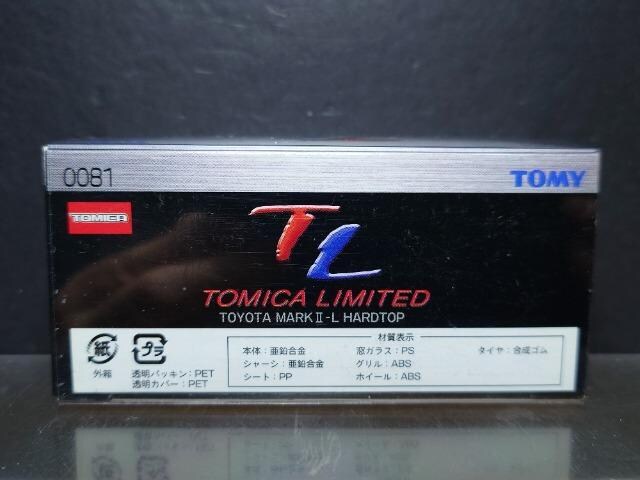 0081
TOMY
TOMICA
TL
TOMICA LIMITED
TOYOTA MARKⅡ-L HARDTOP
材質表示
紙
外箱
プラ
透明パッキン:PET
透明カバー:PET
本体:亜鉛合金
シャーシ:亜鉛合金
シート:PP
窓ガラス:PS
グリル:ABS
ホイール:ABS
タイヤ:合成ゴム